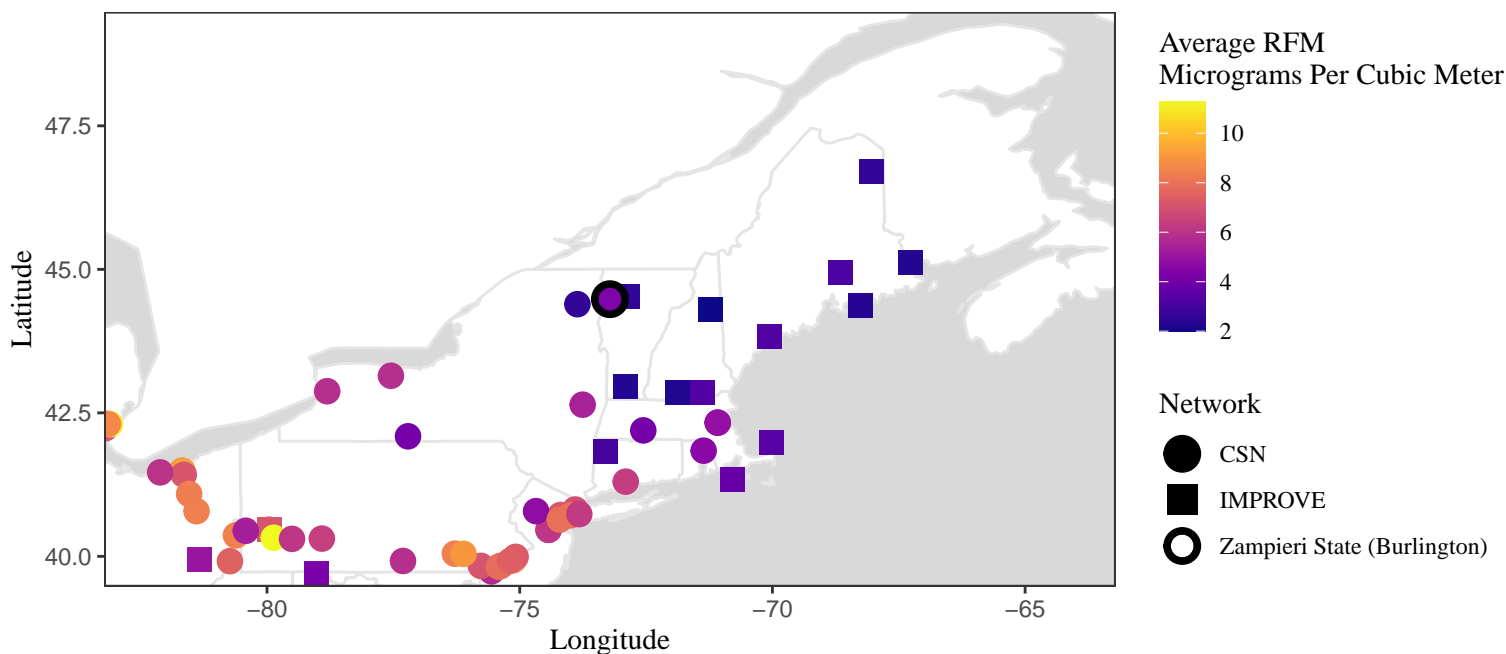 47.5
45.0
42.5
40.0
Latitude
−80
−75
−70
−65
Longitude
Average RFM
Micrograms Per Cubic Meter
10
8
6
4
2
Network
CSN
IMPROVE
Zampieri State (Burlington)